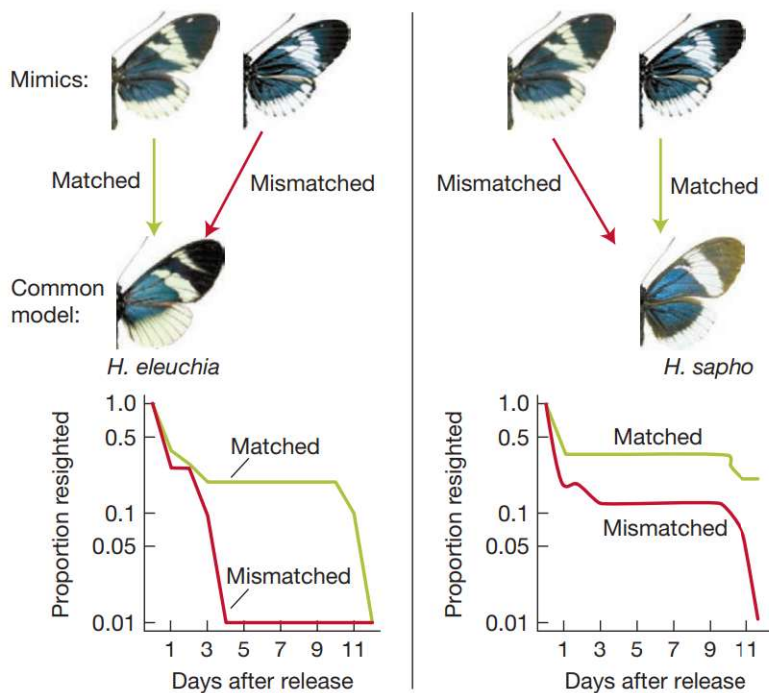 Mimics:
Matched
Mismatched
Common
model:
H. eleuchia
Proportion resighted
1.0
0.5
0.1
0.05
0.01
Matched
Mismatched
1 3 5 7 9 11
Days after release
Mismatched
Matched
H. sapho
Proportion resighted
1.0
0.5
0.1
0.05
0.01
Matched
Mismatched
1 3 5 7 9 11
Days after release